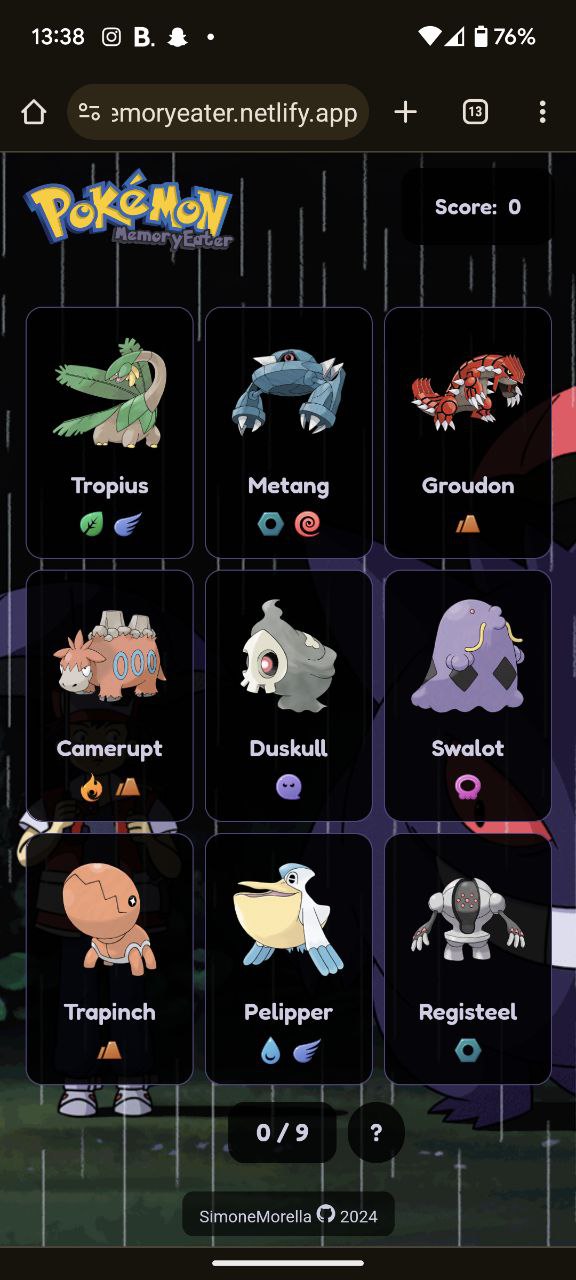 13:38 B. 76%
emoryeater.netlify.app 13
POKéMON
MemoryEater
Score: 0
Tropius
Metang
Groudon
Camerupt
Duskull
Swalot
Trapinch
Pelipper
Registeel
0 / 9 ?
SimoneMorella 2024